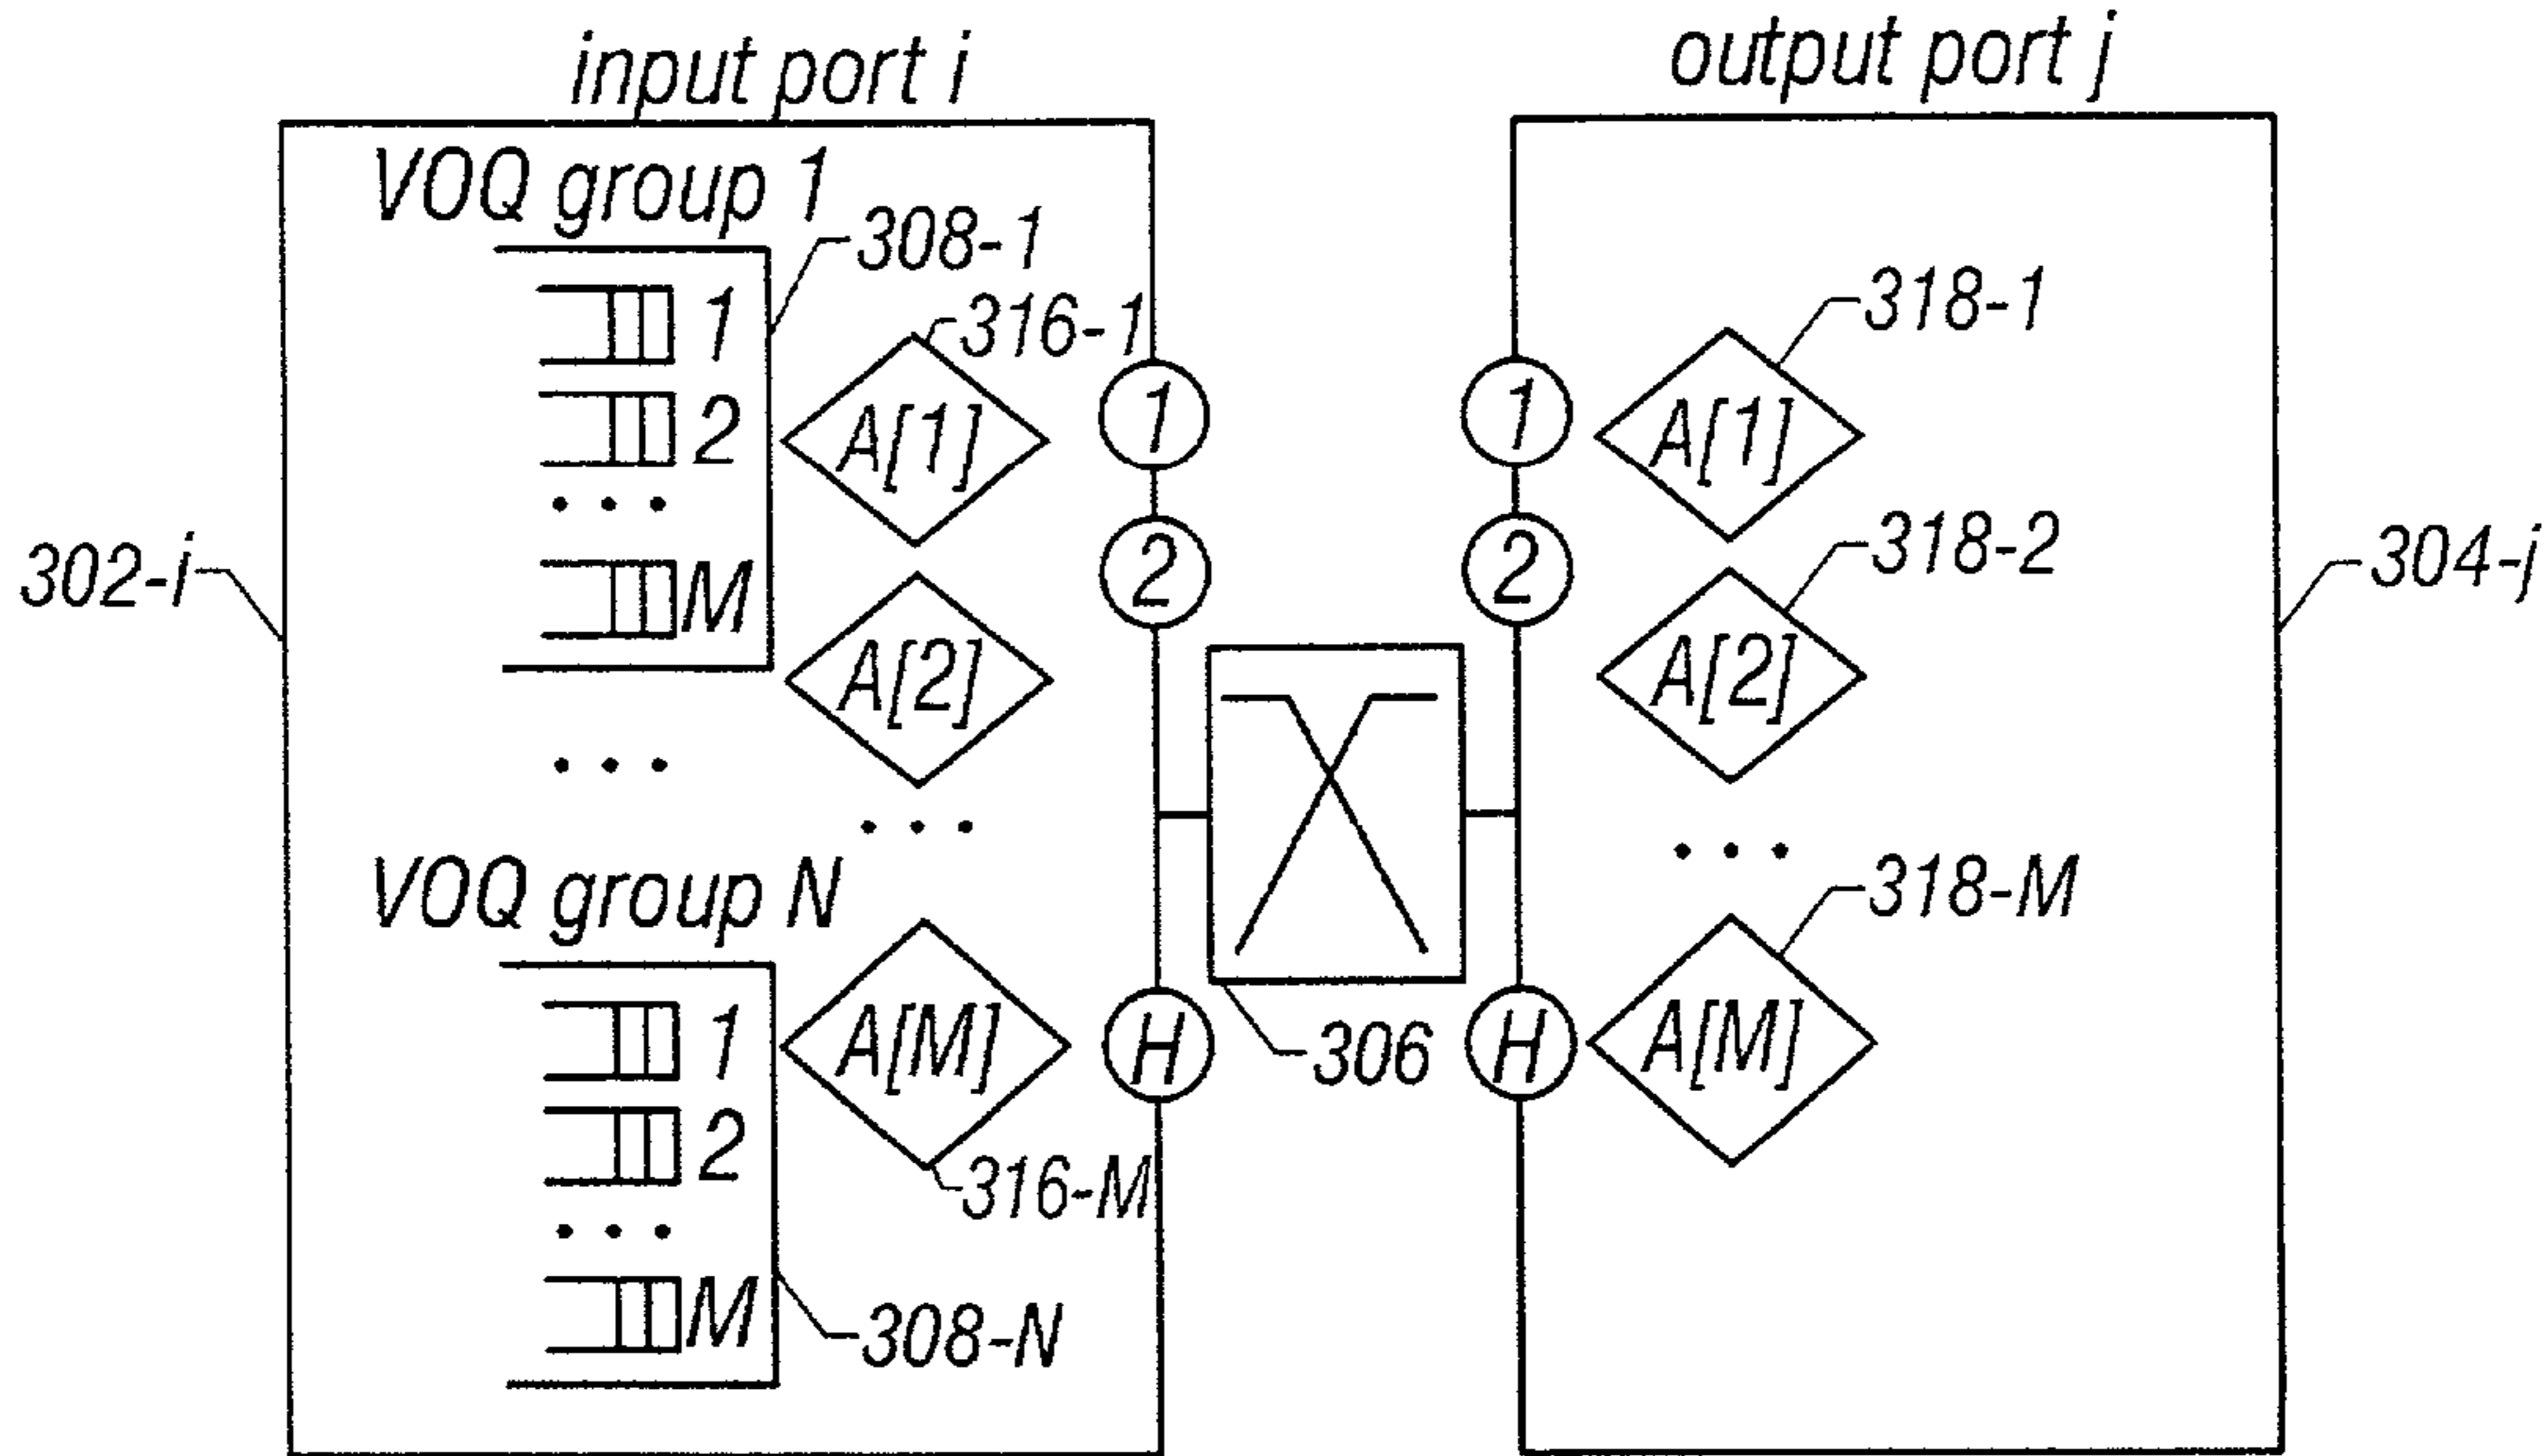 input port i
output port j
VOQ group 1
308-1
1
316-1
318-1
2
A[1]
1
1
A[1]
M
302-i
2
2
318-2
304-j
A[2]
A[2]
VOQ group N
318-M
1
A[M]
H
306
H
A[M]
2
316-M
M
308-N